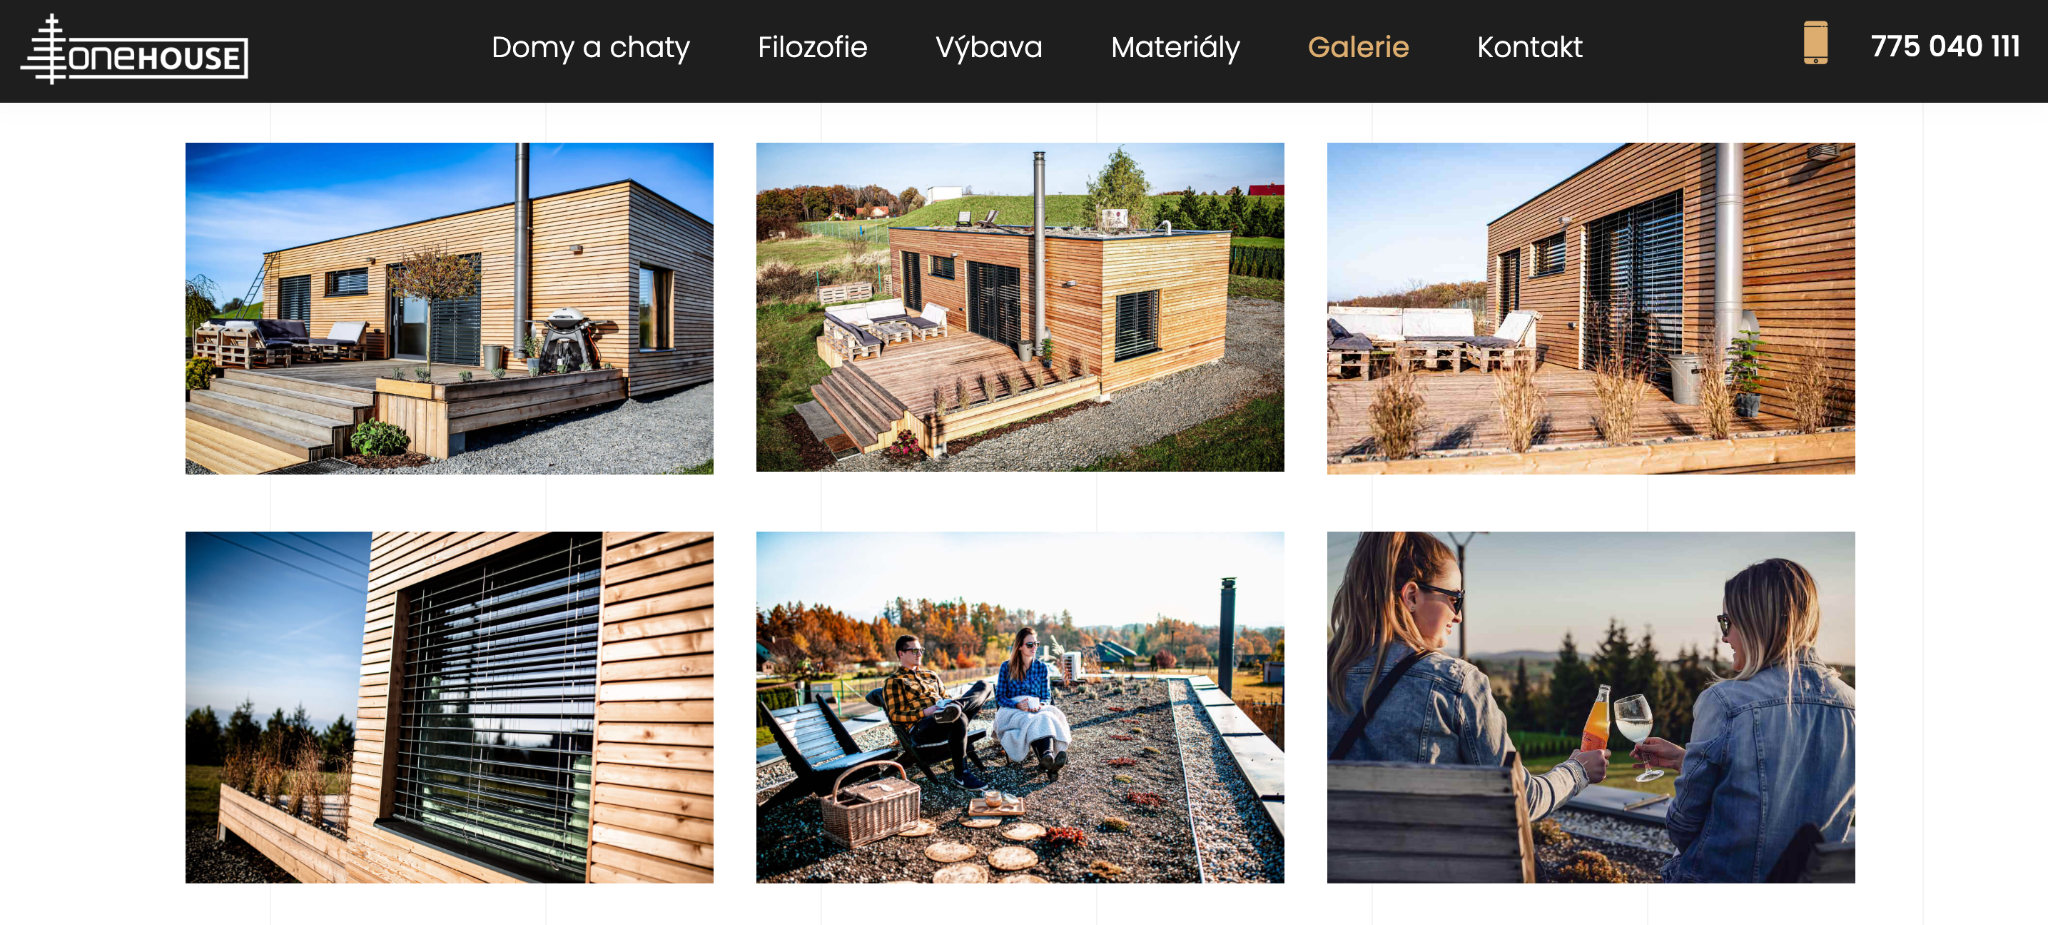 oneHOUSE
Domy a chaty
Filozofie
Výbava
Materiály
Galerie
Kontakt
775 040 111